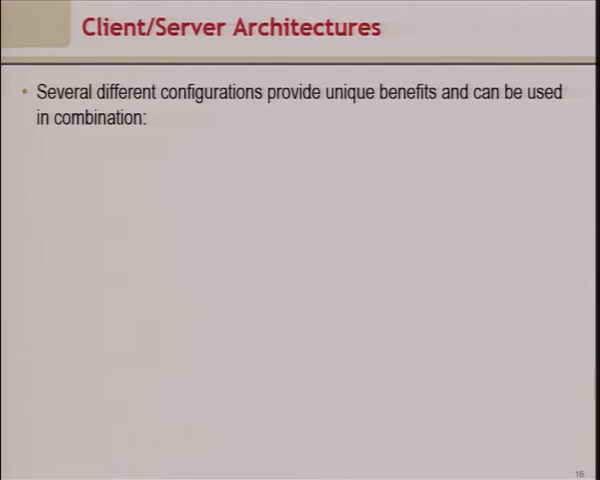 Client/Server Architectures
• Several different configurations provide unique benefits and can be used
in combination:
16